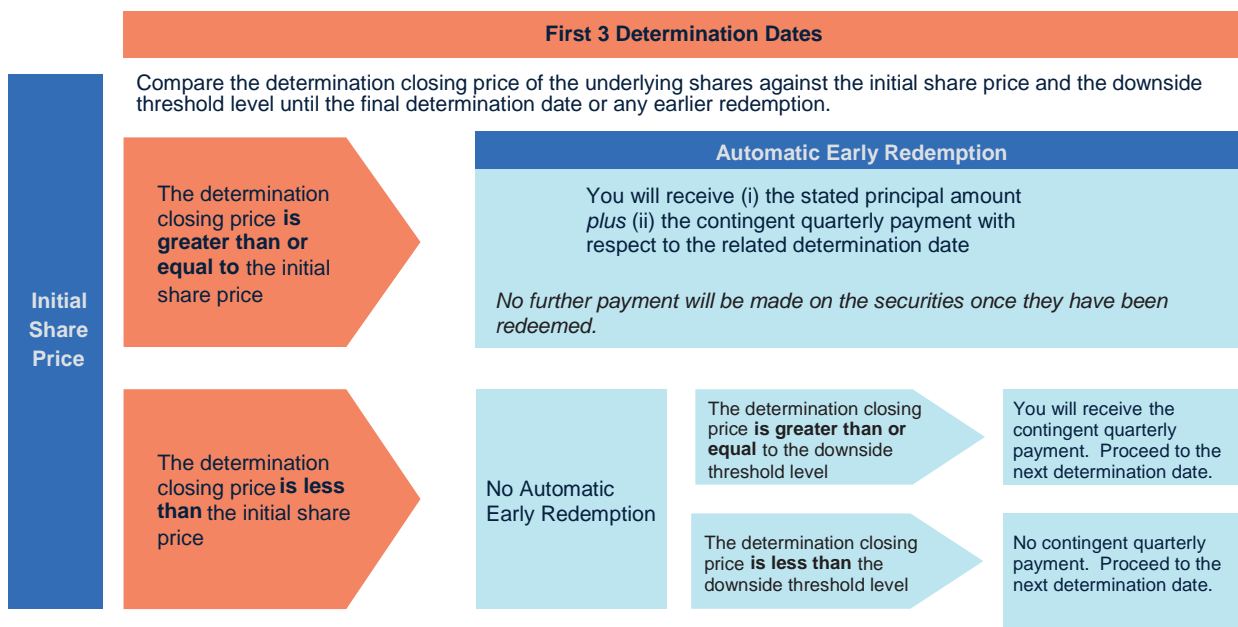 First 3 Determination Dates
Compare the determination closing price of the underlying shares against the initial share price and the downside
threshold level until the final determination date or any earlier redemption.
Initial
Share
Price
The determination
closing price is
greater than or
equal to the initial
share price
Automatic Early Redemption
You will receive (i) the stated principal amount
plus (ii) the contingent quarterly payment with
respect to the related determination date
No further payment will be made on the securities once they have been
redeemed.
The determination
closing price is less
than the initial share
price
No Automatic
Early Redemption
The determination closing
price is greater than or
equal to the downside
threshold level
You will receive the
contingent quarterly
payment. Proceed to the
next determination date.
The determination closing
price is less than the
downside threshold level
No contingent quarterly
payment. Proceed to the
next determination date.